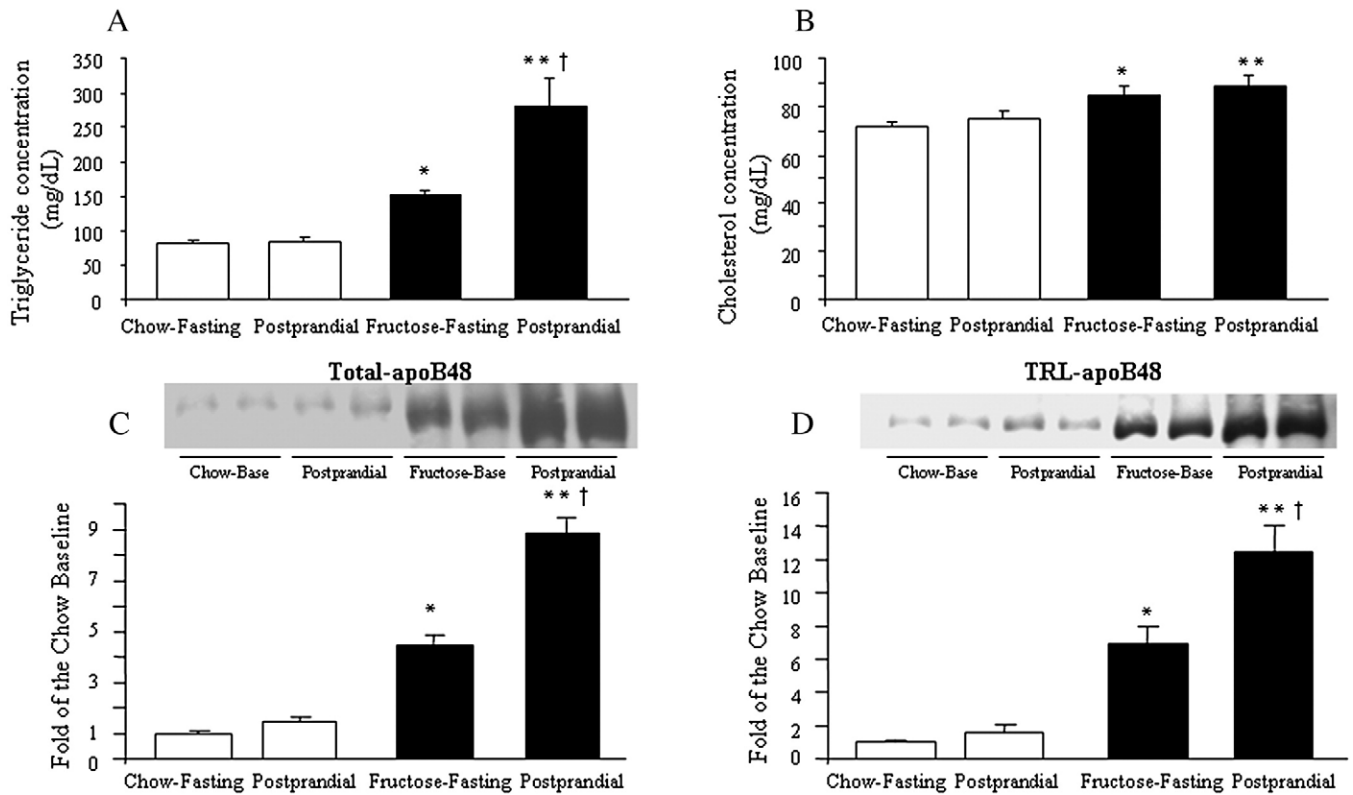 A
Triglyceride concentration
(mg/dL)
350
300
250
200
150
100
50
0
*
** †
Chow-Fasting Postprandial Fructose-Fasting Postprandial
B
Cholesterol concentration
(mg/dL)
100
80
60
40
20
0
*
**
Chow-Fasting Postprandial Fructose-Fasting Postprandial
C
Total-apoB48
Chow-Base Postprandial Fructose-Base Postprandial
Fold of the Chow Baseline
9
7
5
3
1
0
*
** †
Chow-Fasting Postprandial Fructose-Fasting Postprandial
D
TRL-apoB48
Chow-Base Postprandial Fructose-Base Postprandial
Fold of the Chow Baseline
16
14
12
10
8
6
4
2
0
*
** †
Chow-Fasting Postprandial Fructose-Fasting Postprandial